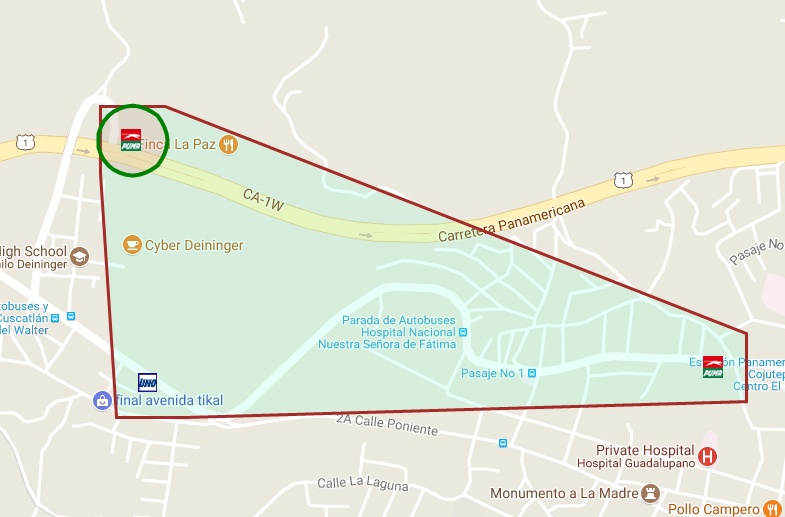 1
PUMA
Finca La Paz
1
CA-1W
Carretera Panamericana
Pasaje No
Cyber Deininger
High School
nilo Deininger
tobuses y
Cuscatlán
del Walter
Parada de Autobuses
Hospital Nacional
Nuestra Señora de Fátima
Pasaje No 1
PUMA
Panamer
Cojutep
Centro El
UNO
final avenida tikal
2A Calle Poniente
Private Hospital
Hospital Guadalupano
H
Calle La Laguna
Monumento a La Madre
Pollo Campero